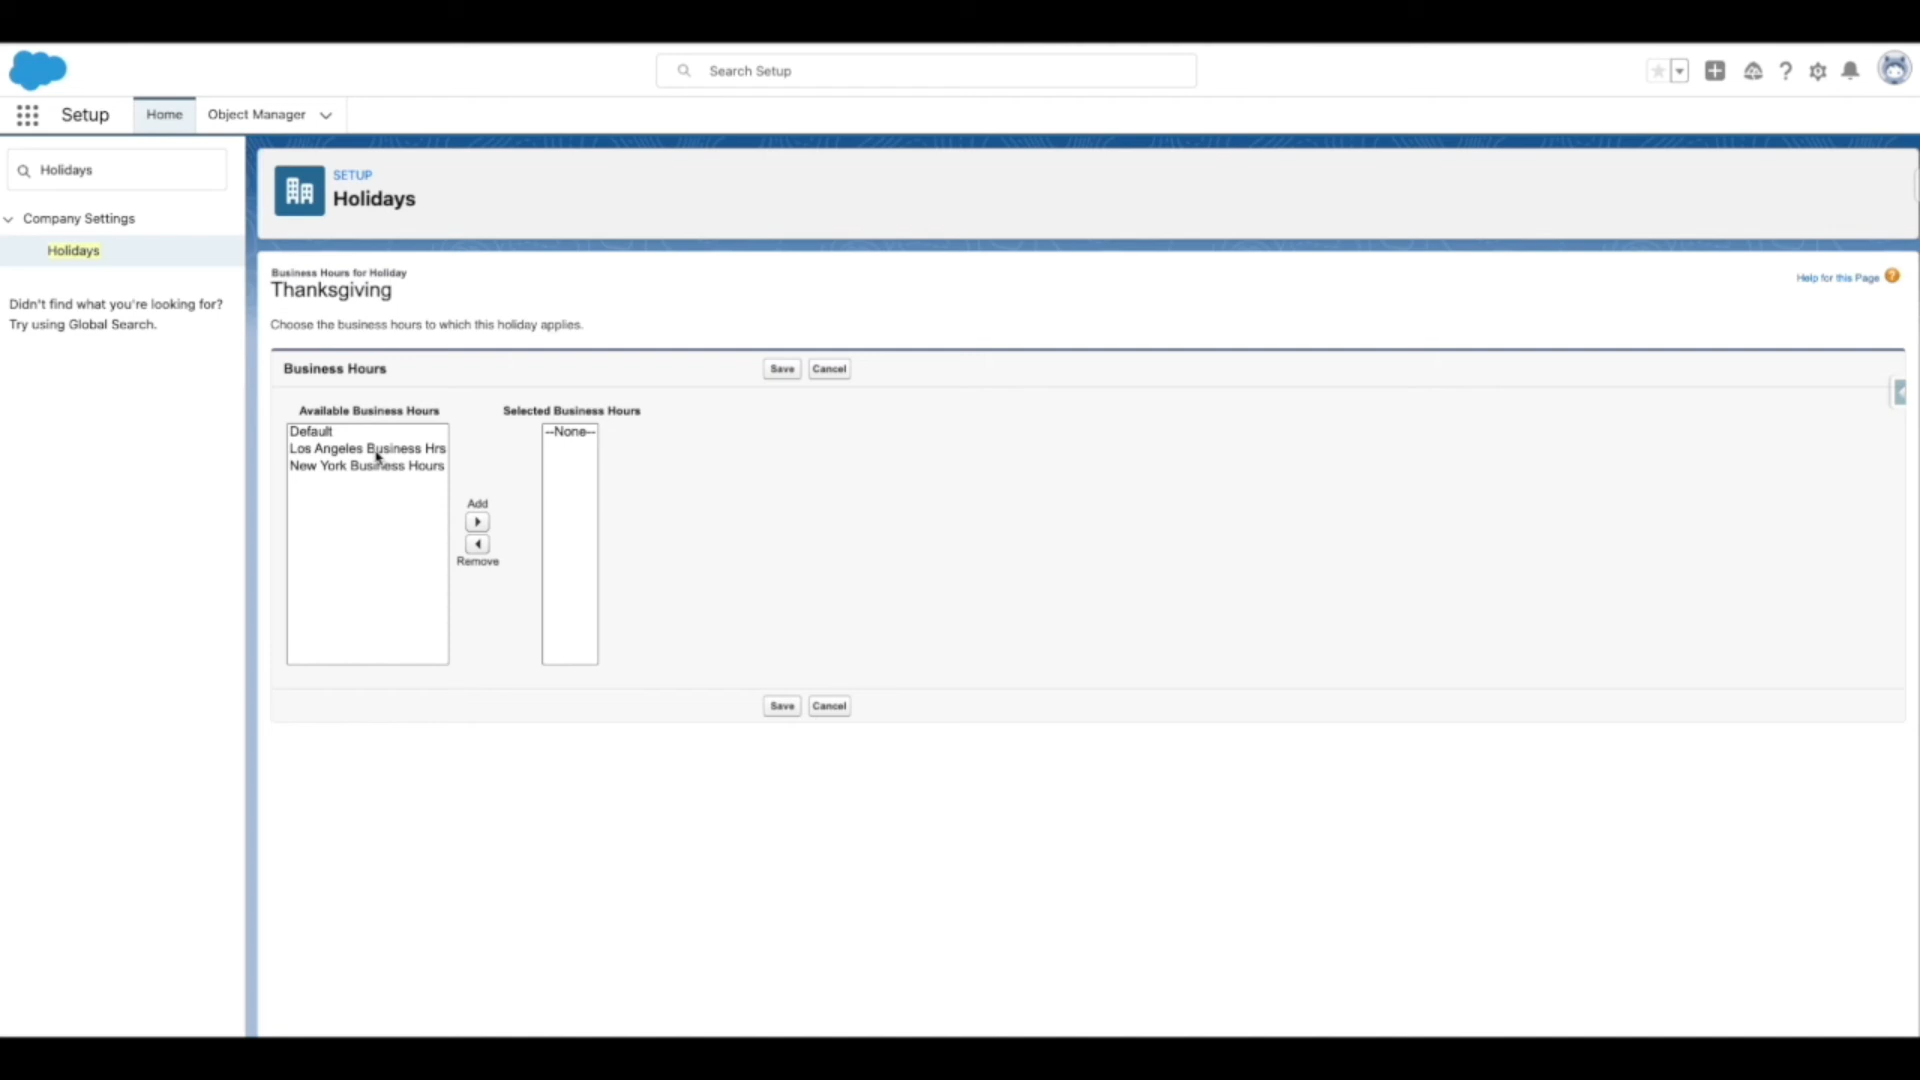 Search Setup
Setup
Home
Object Manager
Holidays
Company Settings
Holidays
Didn't find what you're looking for?
Try using Global Search.
SETUP
Holidays
Business Hours for Holiday
Thanksgiving
Help for this Page
Choose the business hours to which this holiday applies.
Business Hours
Save
Cancel
Available Business Hours
Selected Business Hours
Default
Los Angeles Business Hrs
New York Business Hours
--None--
Add
Remove
Save
Cancel